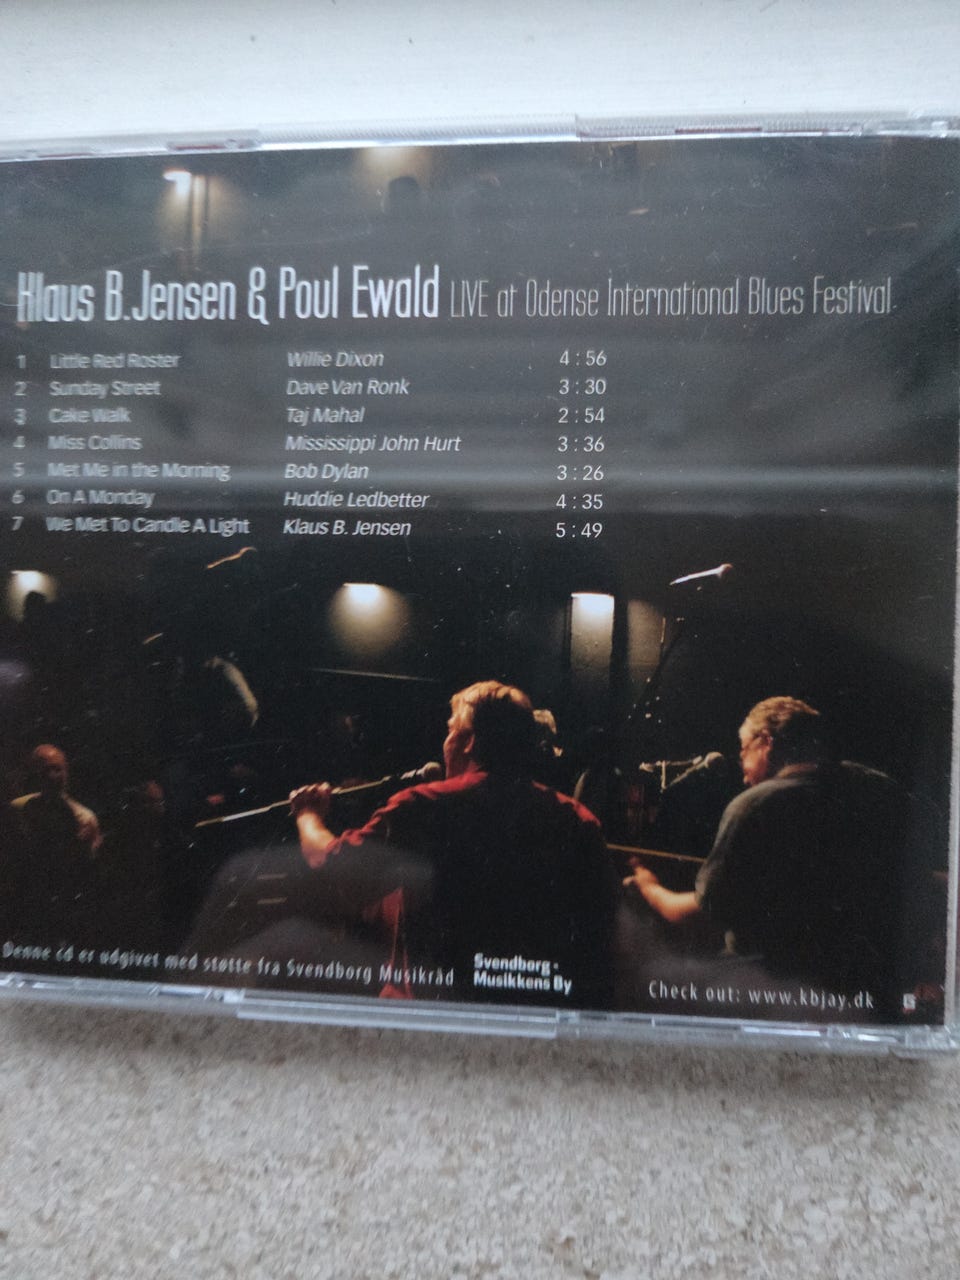 Klaus B. Jensen & Poul Ewald LIVE at Odense International Blues Festival
1 Little Red Roster Willie Dixon 4 : 56
2 Sunday Street Dave Van Ronk 3 : 30
3 Cake Walk Taj Mahal 2 : 54
4 Miss Collins Mississippi John Hurt 3 : 36
5 Met Me in the Morning Bob Dylan 3 : 26
6 On A Monday Huddie Ledbetter 4 : 35
7 We Met To Candle A Light Klaus B. Jensen 5 : 49
Denne cd er udgivet med støtte fra Svendborg Musikråd
Svendborg -
Musikkens By
Check out: www.kbjay.dk